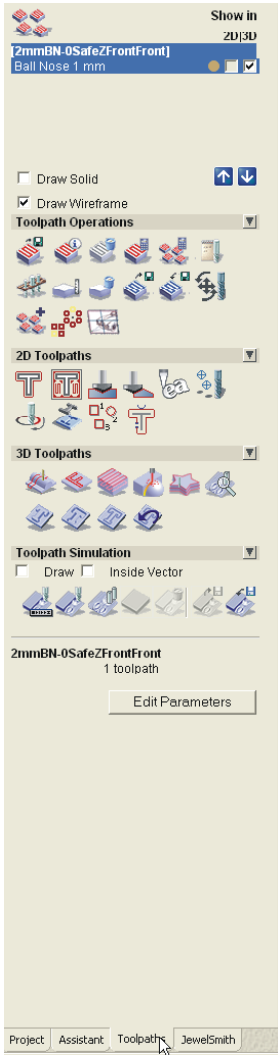 Show in
2D|3D
[2mmBN-0SafeZFrontFront]
Ball Nose 1 mm
Draw Solid
Draw Wireframe
Toolpath Operations
2D Toolpaths
3D Toolpaths
Toolpath Simulation
Draw Inside Vector
2mmBN-0SafeZFrontFront
1 toolpath
Edit Parameters
Project Assistant Toolpaths JewelSmith